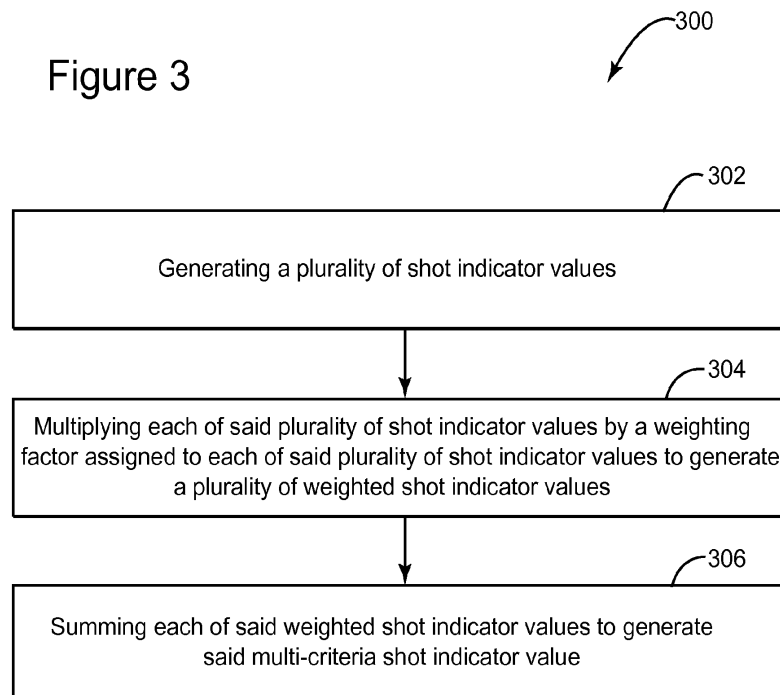 300
Figure 3
302
Generating a plurality of shot indicator values
304
Multiplying each of said plurality of shot indicator values by a weighting
factor assigned to each of said plurality of shot indicator values to generate
a plurality of weighted shot indicator values
306
Summing each of said weighted shot indicator values to generate
said multi-criteria shot indicator value